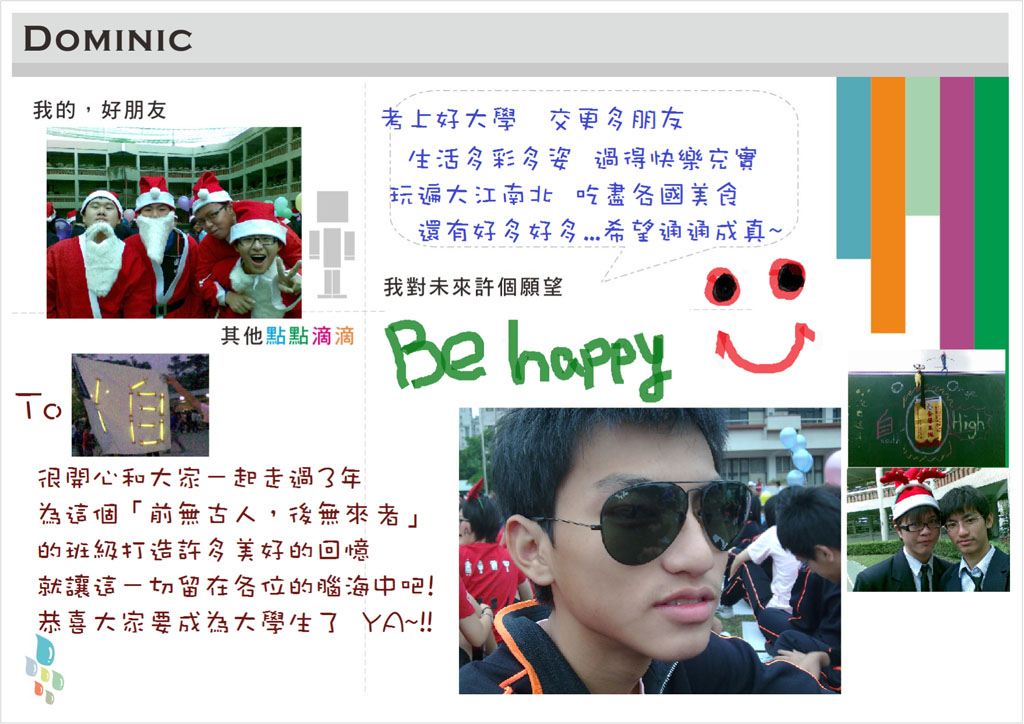 DOMINIC
我的，好朋友
考上好大學 交更多朋友
生活多彩多姿 過得快樂充實
玩遍大江南北 吃盡各國美食
還有好多好多...希望通通成真~
我對未來許個願望
Be happy
其他點點滴滴
To
自
很開心和大家一起走過了年
為這個「前無古人，後無來者」
的班級打造許多美好的回憶
就讓這一切留在各位的腦海中吧!
恭喜大家要成為大學生了 YA~!!
自
High